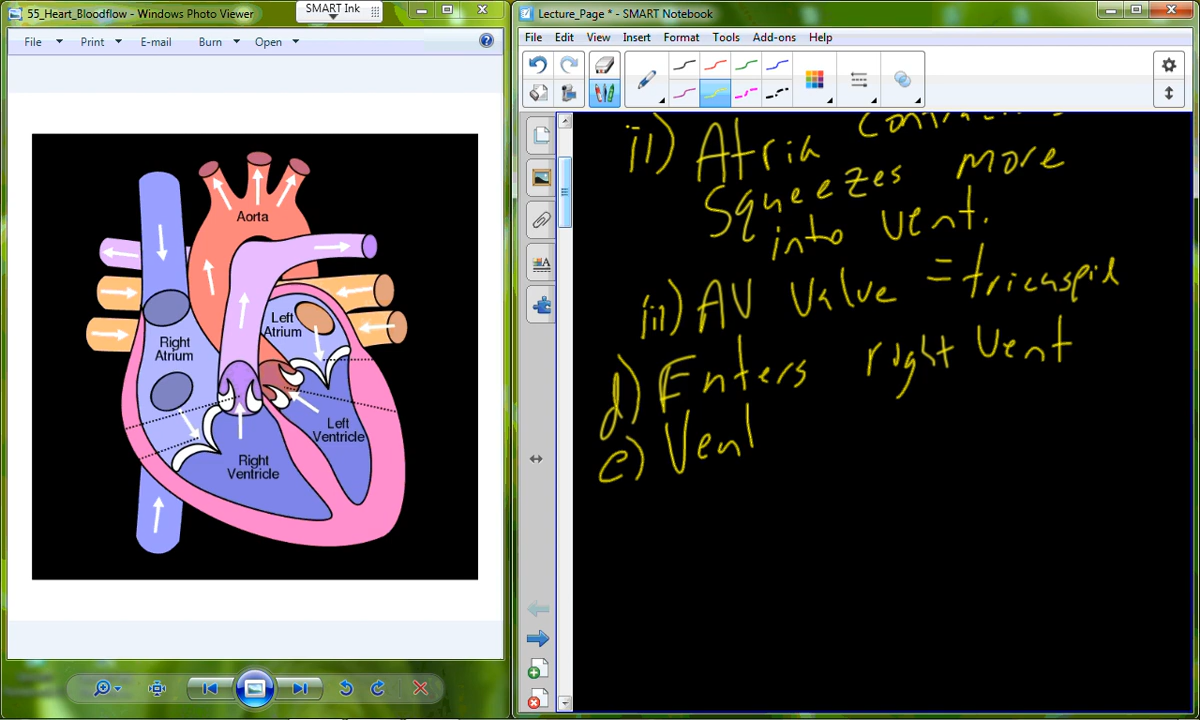 55_Heart_Bloodflow - Windows Photo Viewer
SMART Ink
File Print E-mail Burn Open
Aorta
Left
Atrium
Right
Atrium
Left
Ventricle
Right
Ventricle
Lecture_Page * - SMART Notebook
File Edit View Insert Format Tools Add-ons Help
ii) Atria
Squeezes more
into vent.
iii) AV Valve = tricuspid
d) Enters right Vent
e) Vent